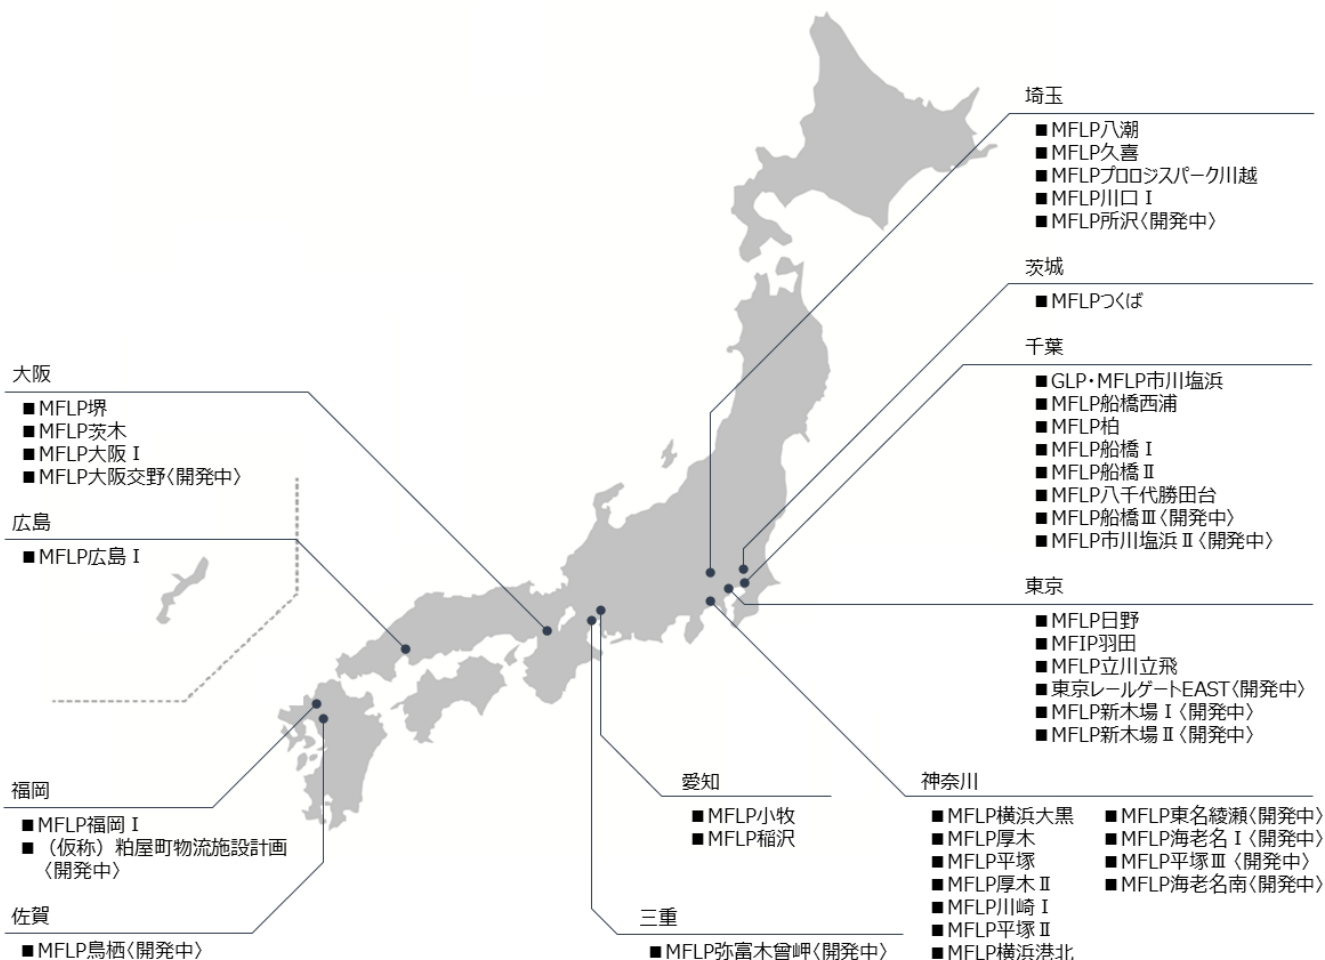 埼玉
■MFLP八潮
■MFLP久喜
■MFLPプロロジスパーク川越
■MFLP川口Ⅰ
■MFLP所沢〈開発中〉
茨城
■MFLPつくば
千葉
■GLP・MFLP市川塩浜
■MFLP船橋西浦
■MFLP柏
■MFLP船橋Ⅰ
■MFLP船橋Ⅱ
■MFLP八千代勝田台
■MFLP船橋Ⅲ〈開発中〉
■MFLP市川塩浜Ⅱ〈開発中〉
東京
■MFLP日野
■MFIP羽田
■MFLP立川立飛
■東京レールゲートEAST〈開発中〉
■MFLP新木場Ⅰ〈開発中〉
■MFLP新木場Ⅱ〈開発中〉
大阪
■MFLP堺
■MFLP茨木
■MFLP大阪Ⅰ
■MFLP大阪交野〈開発中〉
広島
■MFLP広島Ⅰ
福岡
■MFLP福岡Ⅰ
■（仮称）粕屋町物流施設計画
〈開発中〉
佐賀
■MFLP鳥栖〈開発中〉
愛知
■MFLP小牧
■MFLP稲沢
三重
■MFLP弥富木曽岬〈開発中〉
神奈川
■MFLP横浜大黒
■MFLP厚木
■MFLP平塚
■MFLP厚木Ⅱ
■MFLP川崎Ⅰ
■MFLP平塚Ⅱ
■MFLP横浜港北
■MFLP東名綾瀬〈開発中〉
■MFLP海老名Ⅰ〈開発中〉
■MFLP平塚Ⅲ〈開発中〉
■MFLP海老名南〈開発中〉